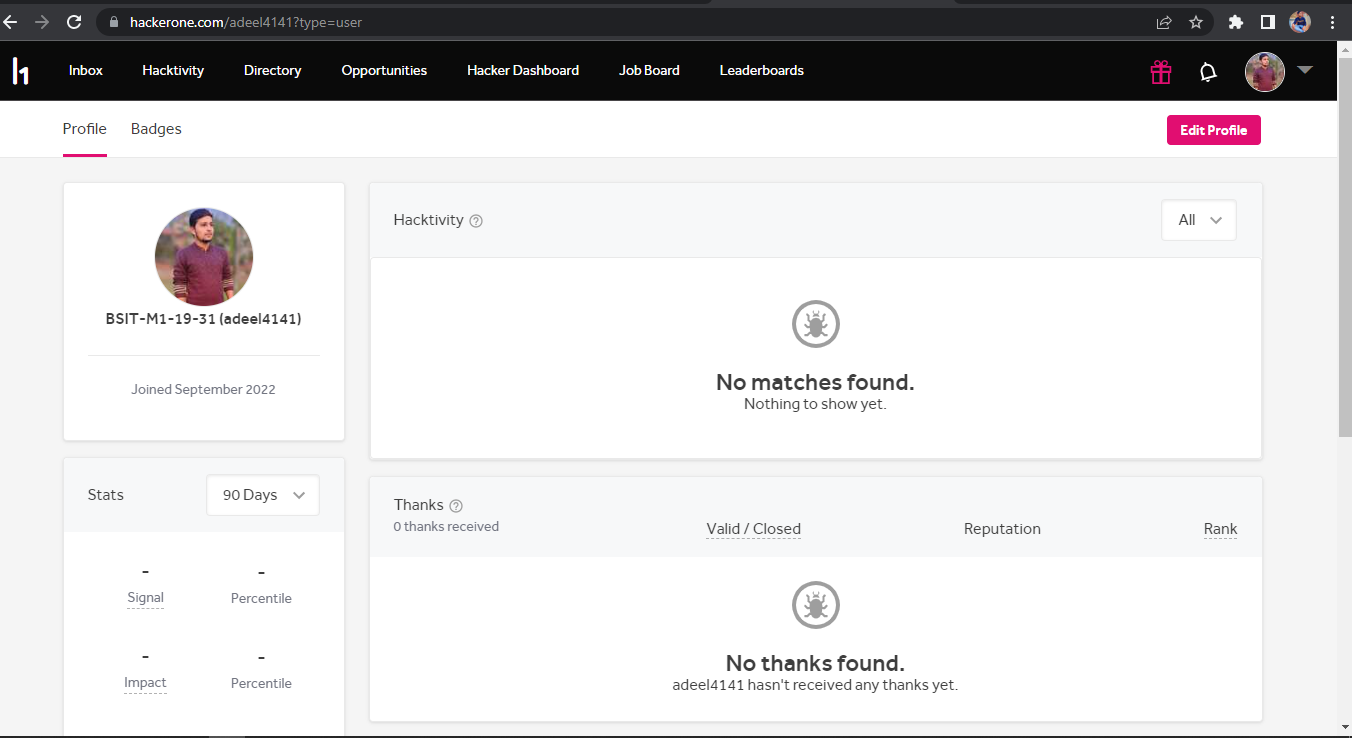 hackerone.com/adeel4141?type=user
Inbox Hacktivity Directory Opportunities Hacker Dashboard Job Board Leaderboards
Profile Badges Edit Profile
BSIT-M1-19-31 (adeel4141)
Joined September 2022
Stats 90 Days
- -
Signal Percentile
- -
Impact Percentile
Hacktivity ? All
No matches found.
Nothing to show yet.
Thanks ?
0 thanks received
Valid / Closed Reputation Rank
No thanks found.
adeel4141 hasn't received any thanks yet.